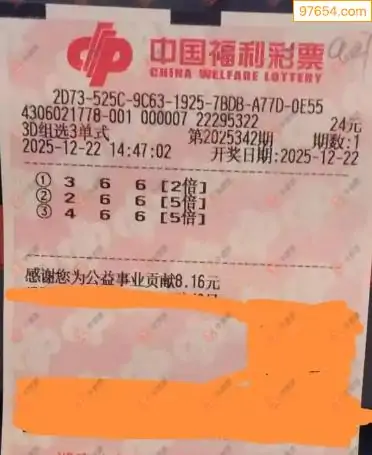 97654.com
中国福利彩票
CHINA WELFARE LOTTERY
2D73-525C-9C63-1925-7BDB-A77D-0E55
4306021778-001 000007 22295322 24元
3D组选3单式 第2025342期 期数:1
2025-12-22 14:47:02 开奖日期:2025-12-22
① 3 6 6 [2倍]
② 2 6 6 [5倍]
③ 4 6 6 [5倍]
感谢您为公益事业贡献8.16元